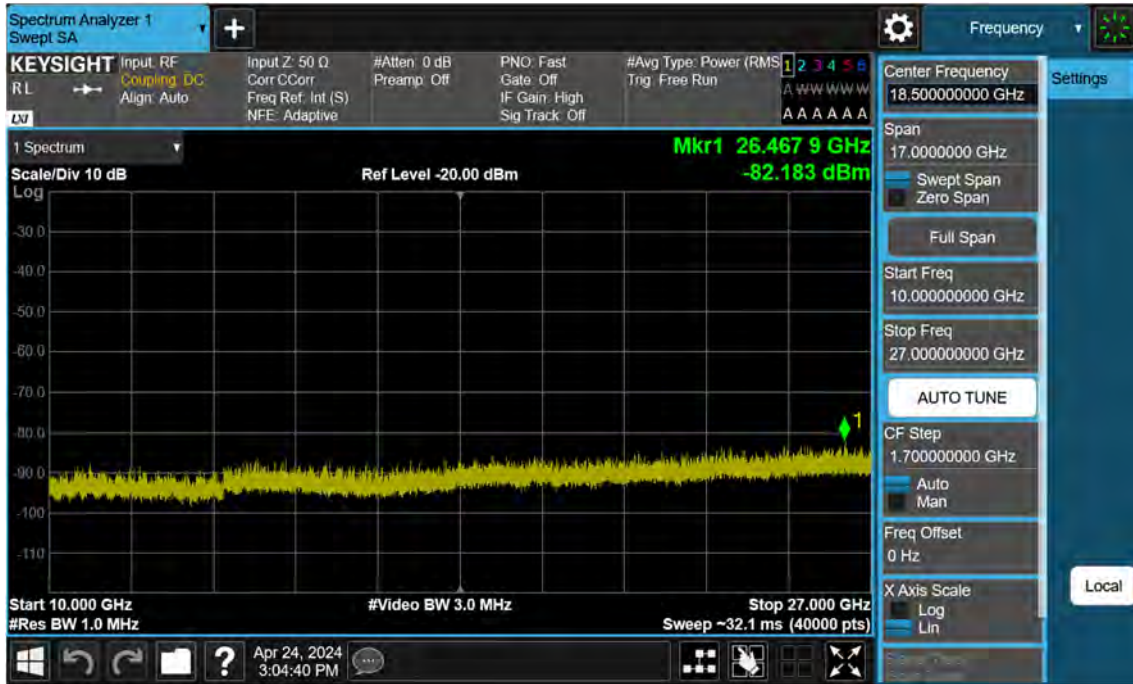 Spectrum Analyzer 1
Swept SA
Frequency
KEYSIGHT
RL
LXI
Input: RF
Coupling: DC
Align: Auto
Input Z: 50 Ω
Corr CCorr
Freq Ref: Int (S)
NFE: Adaptive
#Atten: 0 dB
Preamp: Off
PNO: Fast
Gate: Off
IF Gain: High
Sig Track: Off
#Avg Type: Power (RMS
Trig: Free Run
1 2 3 4 5 6
A W W W W W
A A A A A A
1 Spectrum
Scale/Div 10 dB
Ref Level -20.00 dBm
Mkr1 26.467 9 GHz
-82.183 dBm
Log
-30.0
-40.0
-50.0
-60.0
-70.0
-80.0
-90.0
-100
-110
1
Start 10.000 GHz
#Res BW 1.0 MHz
#Video BW 3.0 MHz
Stop 27.000 GHz
Sweep ~32.1 ms (40000 pts)
Center Frequency
18.500000000 GHz
Span
17.0000000 GHz
Swept Span
Zero Span
Full Span
Start Freq
10.000000000 GHz
Stop Freq
27.000000000 GHz
AUTO TUNE
CF Step
1.700000000 GHz
Auto
Man
Freq Offset
0 Hz
X Axis Scale
Log
Lin
Settings
Local
?
Apr 24, 2024
3:04:40 PM